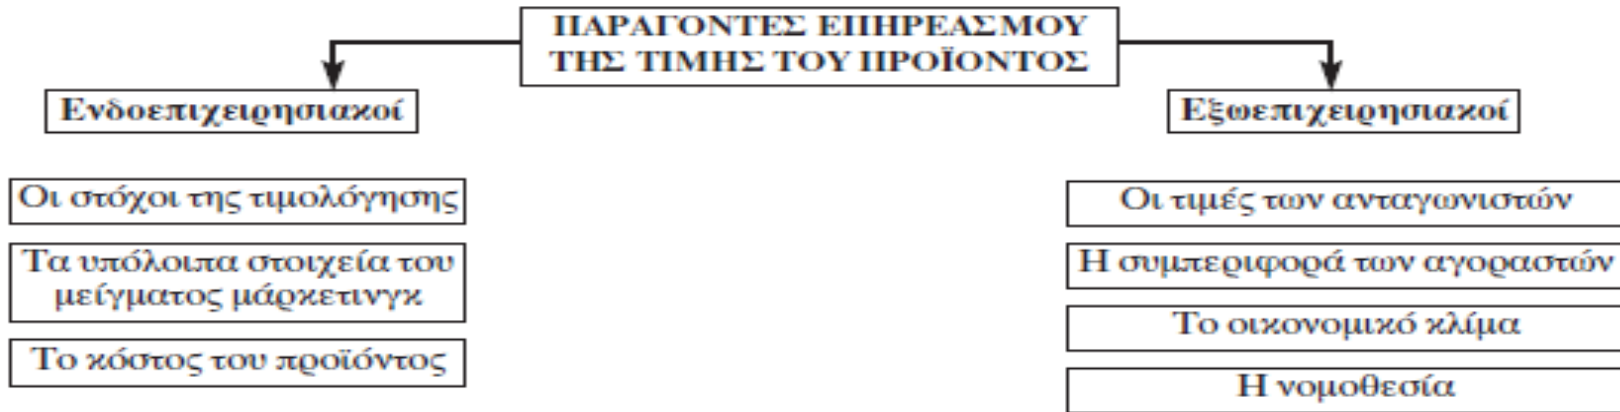 ΠΑΡΑΓΟΝΤΕΣ ΕΠΗΡΕΑΣΜΟΥ
ΤΗΣ ΤΙΜΗΣ ΤΟΥ ΠΡΟΪΟΝΤΟΣ
Ενδοεπιχειρησιακοί
Οι στόχοι της τιμολόγησης
Τα υπόλοιπα στοιχεία του
μείγματος μάρκετινγκ
Το κόστος του προϊόντος
Εξωεπιχειρησιακοί
Οι τιμές των ανταγωνιστών
Η συμπεριφορά των αγοραστών
Το οικονομικό κλίμα
Η νομοθεσία